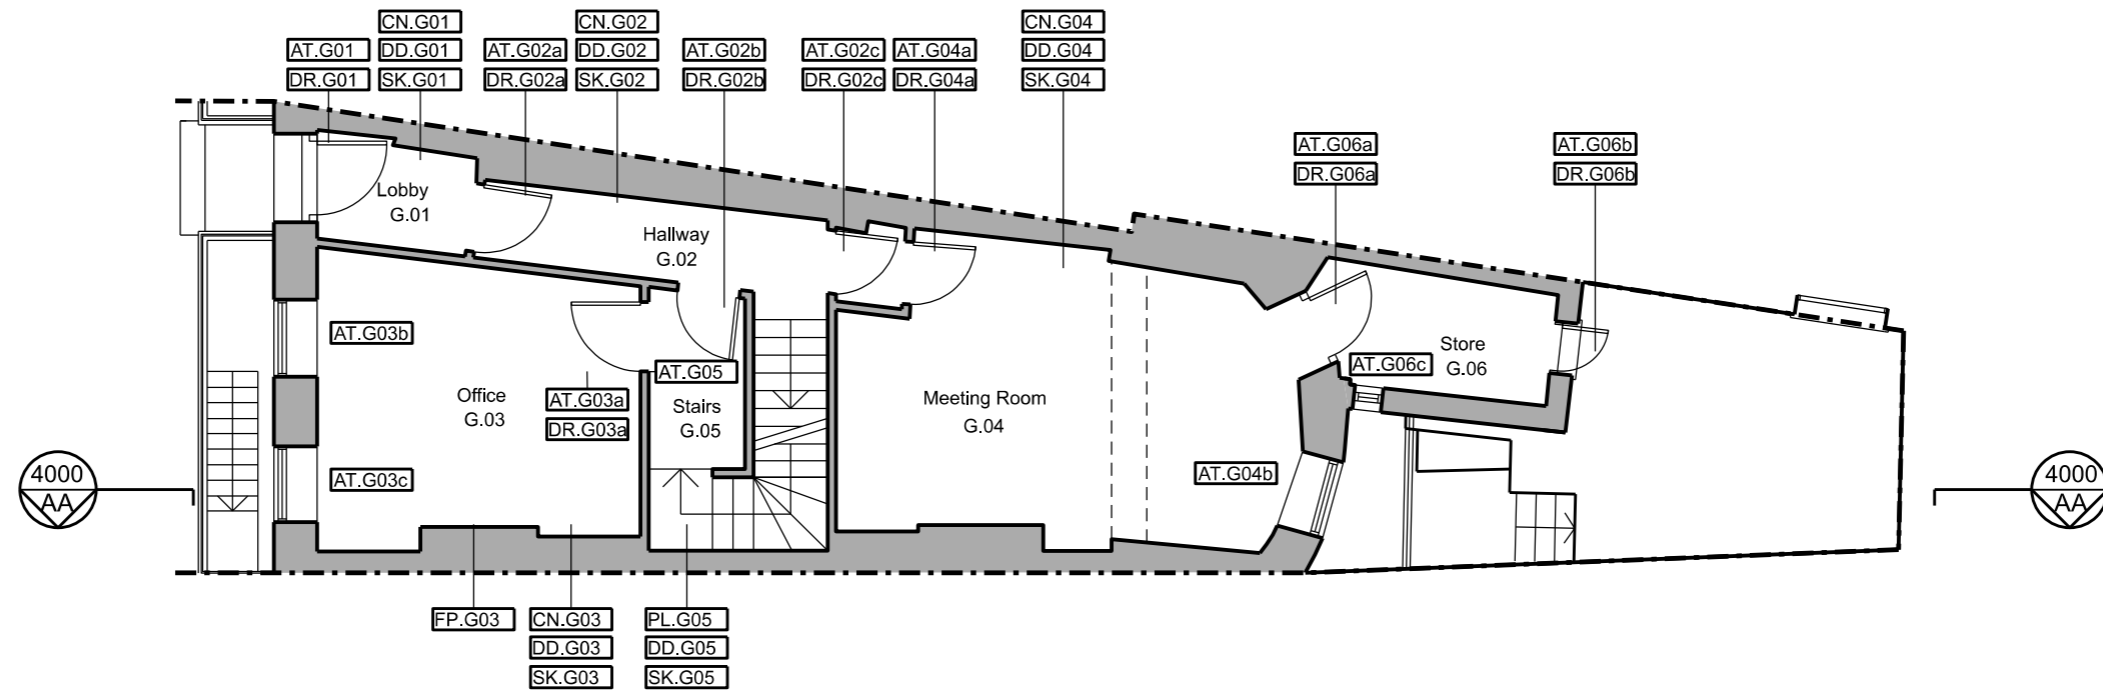 CN.G01
CN.G02
CN.G04
AT.G01
DD.G01
AT.G02a
DD.G02
AT.G02b
AT.G02c
AT.G04a
DD.G04
DR.G01
SK.G01
DR.G02a
SK.G02
DR.G02b
DR.G02c
DR.G04a
SK.G04
AT.G06a
AT.G06b
DR.G06a
DR.G06b
Lobby
G.01
Hallway
G.02
AT.G03b
Store
G.06
AT.G06c
AT.G05
Office
G.03
AT.G03a
DR.G03a
Stairs
G.05
Meeting Room
G.04
4000
AA
AT.G03c
AT.G04b
4000
AA
FP.G03
CN.G03
PL.G05
DD.G03
DD.G05
SK.G03
SK.G05